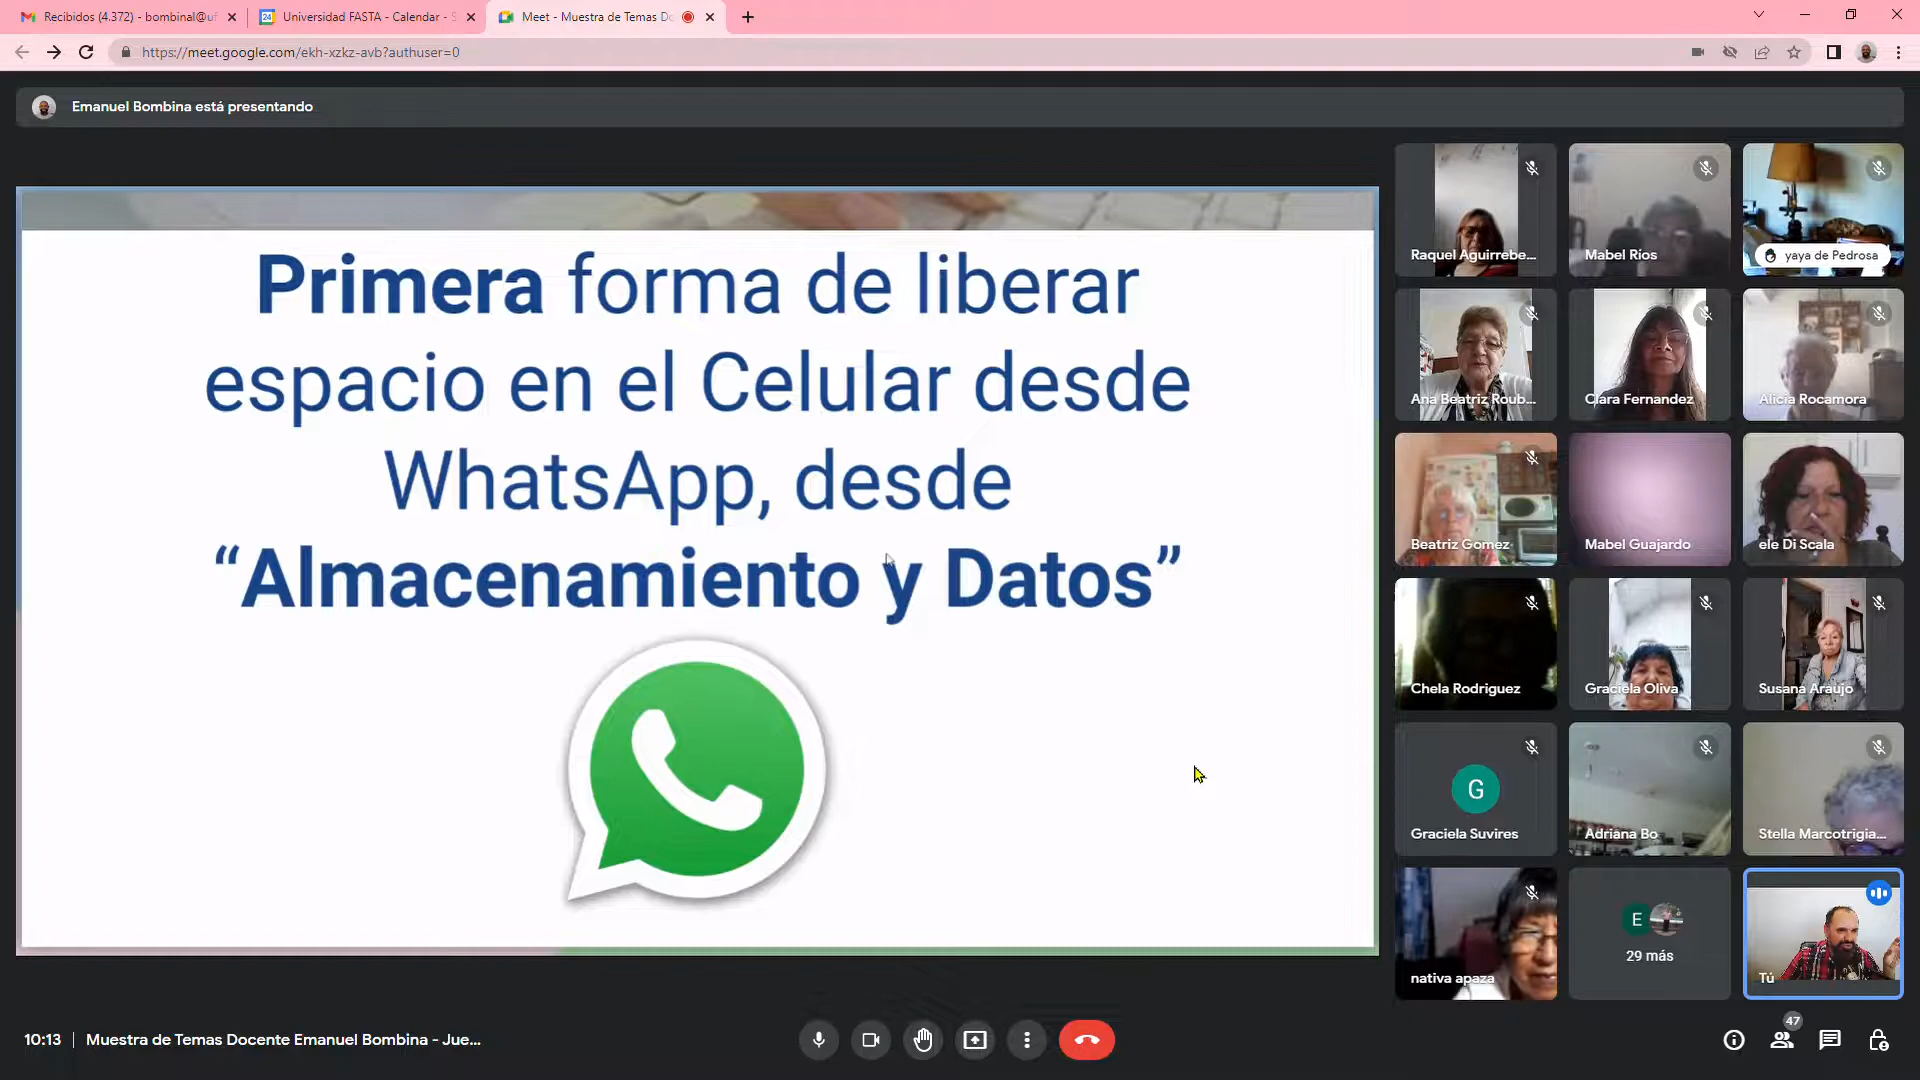 Recibidos (4.372) - bombinal@uf
Universidad FASTA - Calendar - S
Meet - Muestra de Temas Do
https://meet.google.com/ekh-xzkz-avb?authuser=0
Emanuel Bombina está presentando
Primera forma de liberar
espacio en el Celular desde
WhatsApp, desde
“Almacenamiento y Datos”
Raquel Aguirrebe...
Mabel Rios
yaya de Pedrosa
Ana Beatriz Roub...
Clara Fernandez
Alicia Rocamora
Beatriz Gomez
Mabel Guajardo
ele Di Scala
Chela Rodriguez
Graciela Oliva
Susana Araujo
G
Graciela Suvires
Adriana Bo
Stella Marcotrigia...
nativa apaza
E
29 más
Tú
10:13
Muestra de Temas Docente Emanuel Bombina - Jue...
47